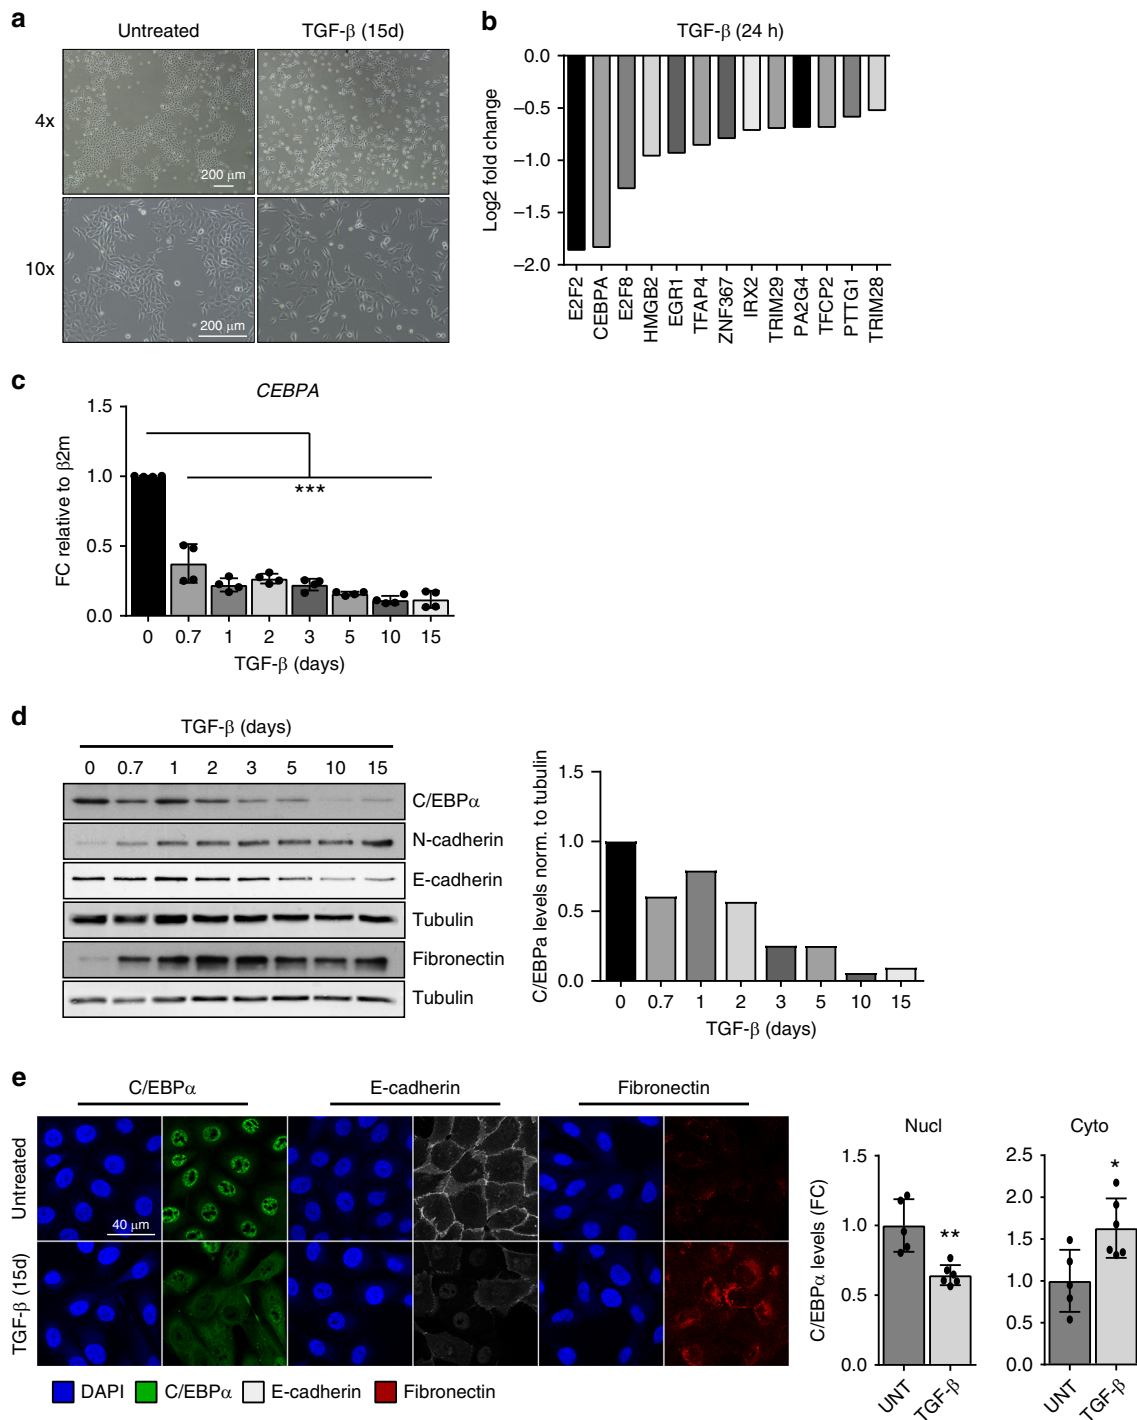 a
Untreated
TGF-β (15d)
4x
200 µm
10x
200 µm
b
TGF-β (24 h)
Log2 fold change
0.0
–0.5
–1.0
–1.5
–2.0
E2F2
CEBPA
E2F8
HMGB2
EGR1
TFAP4
ZNF367
IRX2
TRIM29
PA2G4
TFCP2
PTTG1
TRIM28
c
CEBPA
FC relative to β2m
1.5
1.0
0.5
0.0
***
0 0.7 1 2 3 5 10 15
TGF-β (days)
d
TGF-β (days)
0 0.7 1 2 3 5 10 15
C/EBPα
N-cadherin
E-cadherin
Tubulin
Fibronectin
Tubulin
C/EBPa levels norm. to tubulin
1.5
1.0
0.5
0.0
0 0.7 1 2 3 5 10 15
TGF-β (days)
e
C/EBPα
E-cadherin
Fibronectin
Untreated
40 µm
TGF-β (15d)
DAPI
C/EBPα
E-cadherin
Fibronectin
Nucl
C/EBPα levels (FC)
1.5
1.0
0.5
0.0
**
UNT
TGF-β
Cyto
2.5
2.0
1.5
1.0
0.5
0.0
*
UNT
TGF-β